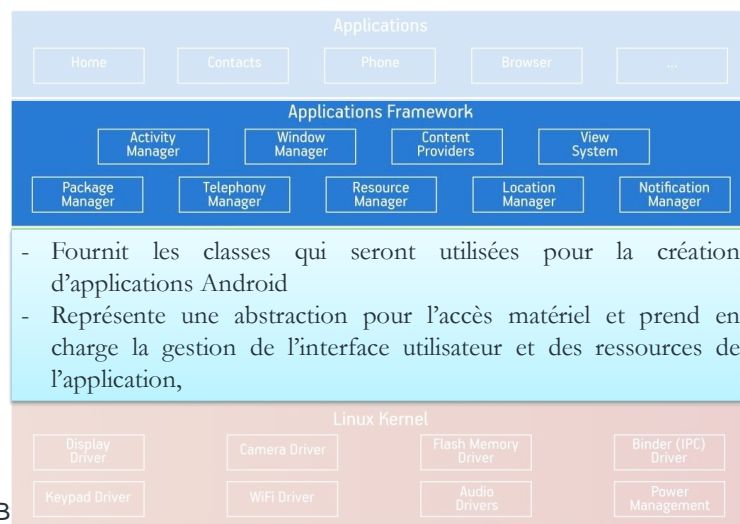 Applications
Home Contacts Phone Browser ...
Applications Framework
Activity Manager Window Manager Content Providers View System
Package Manager Telephony Manager Resource Manager Location Manager Notification Manager
- Fournit les classes qui seront utilisées pour la création
d'applications Android
- Représente une abstraction pour l'accès matériel et prend en
charge la gestion de l'interface utilisateur et des ressources de
l'application,
Linux Kernel
Display Driver Camera Driver Flash Memory Driver Binder (IPC) Driver
Keypad Driver WiFi Driver Audio Drivers Power Management
B